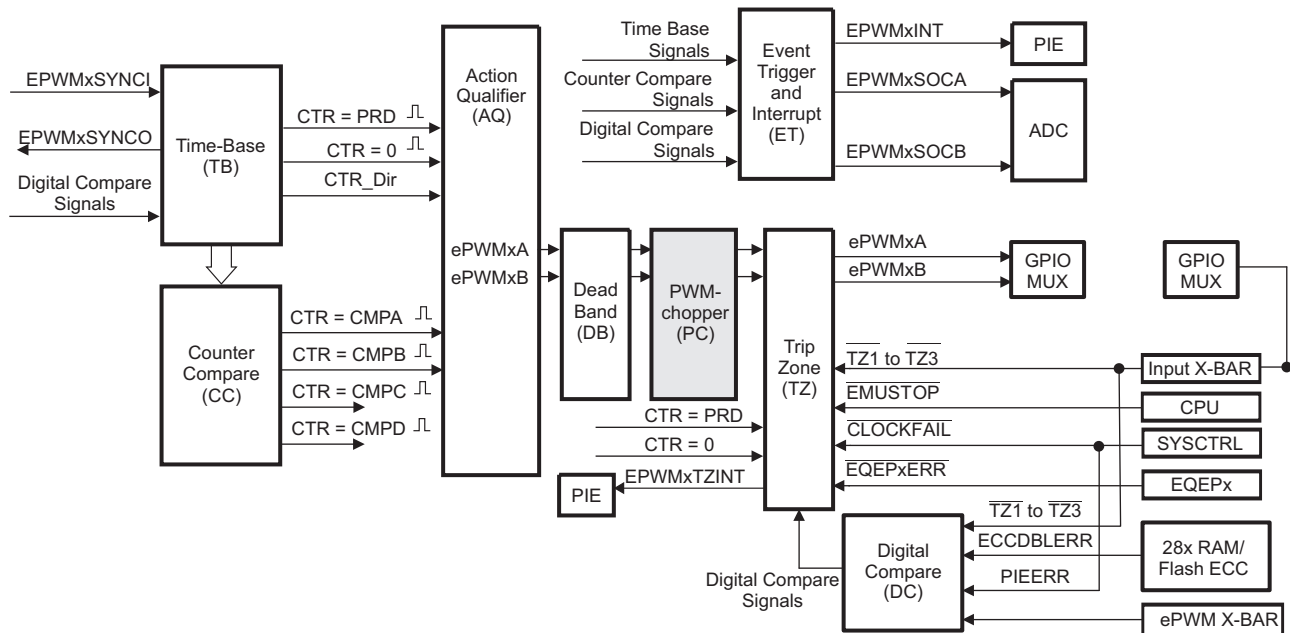 EPWMxSYNCI
EPWMxSYNCO
Digital Compare
Signals
Time-Base
(TB)
CTR = PRD
CTR = 0
CTR_Dir
Counter
Compare
(CC)
CTR = CMPA
CTR = CMPB
CTR = CMPC
CTR = CMPD
Action
Qualifier
(AQ)
ePWMxA
ePWMxB
Time Base
Signals
Counter Compare
Signals
Digital Compare
Signals
Event
Trigger
and
Interrupt
(ET)
EPWMxINT
EPWMxSOCA
EPWMxSOCB
PIE
ADC
Dead
Band
(DB)
PWM-
chopper
(PC)
Trip
Zone
(TZ)
ePWMxA
ePWMxB
GPIO
MUX
GPIO
MUX
TZ1 to TZ3
EMUSTOP
CLOCKFAIL
EQEPxERR
Input X-BAR
CPU
SYSCTRL
EQEPx
CTR = PRD
CTR = 0
EPWMxTZINT
PIE
Digital Compare
Signals
Digital
Compare
(DC)
TZ1 to TZ3
ECCDBLERR
PIEERR
28x RAM/
Flash ECC
ePWM X-BAR